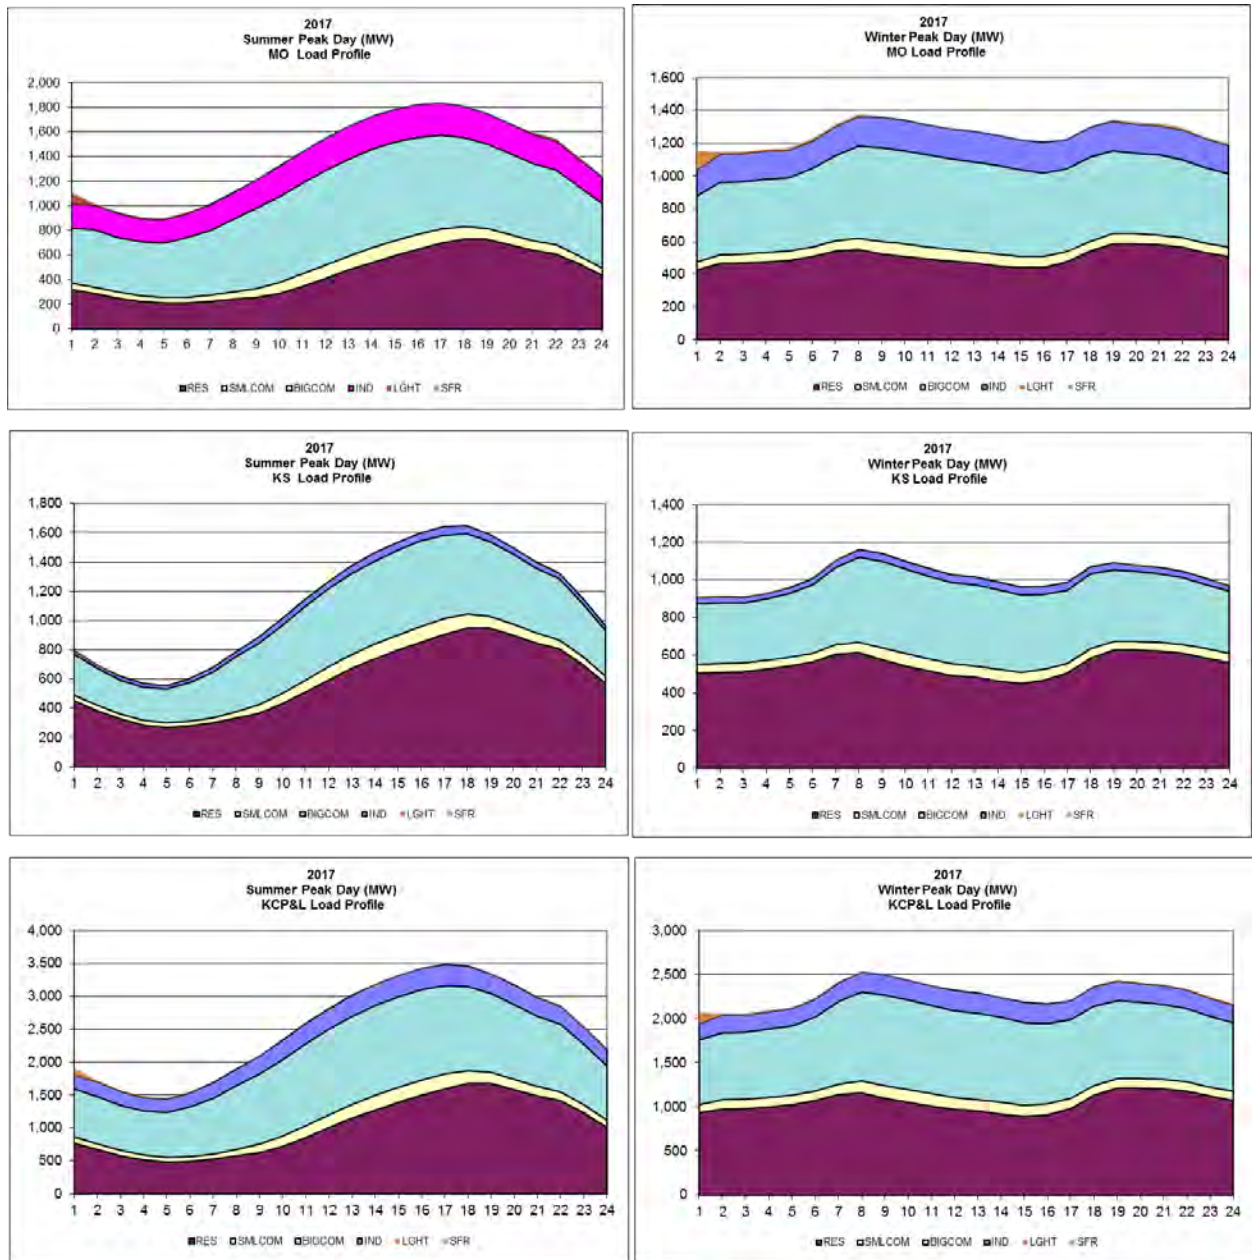 2017
Summer Peak Day (MW)
MO Load Profile
2,000
1,800
1,600
1,400
1,200
1,000
800
600
400
200
0
1 2 3 4 5 6 7 8 9 10 11 12 13 14 15 16 17 18 19 20 21 22 23 24
RES SMLCOM BIGCOM IND LGHT SFR
2017
Winter Peak Day (MW)
MO Load Profile
1,600
1,400
1,200
1,000
800
600
400
200
0
1 2 3 4 5 6 7 8 9 10 11 12 13 14 15 16 17 18 19 20 21 22 23 24
RES SMLCOM BIGCOM IND LGHT SFR
2017
Summer Peak Day (MW)
KS Load Profile
1,800
1,600
1,400
1,200
1,000
800
600
400
200
0
1 2 3 4 5 6 7 8 9 10 11 12 13 14 15 16 17 18 19 20 21 22 23 24
RES SMLCOM BIGCOM IND LGHT SFR
2017
Winter Peak Day (MW)
KS Load Profile
1,400
1,200
1,000
800
600
400
200
0
1 2 3 4 5 6 7 8 9 10 11 12 13 14 15 16 17 18 19 20 21 22 23 24
RES SMLCOM BIGCOM IND LGHT SFR
2017
Summer Peak Day (MW)
KCP&L Load Profile
4,000
3,500
3,000
2,500
2,000
1,500
1,000
500
0
1 2 3 4 5 6 7 8 9 10 11 12 13 14 15 16 17 18 19 20 21 22 23 24
RES SMLCOM BIGCOM IND LGHT SFR
2017
Winter Peak Day (MW)
KCP&L Load Profile
3,000
2,500
2,000
1,500
1,000
500
0
1 2 3 4 5 6 7 8 9 10 11 12 13 14 15 16 17 18 19 20 21 22 23 24
RES SMLCOM BIGCOM IND LGHT SFR